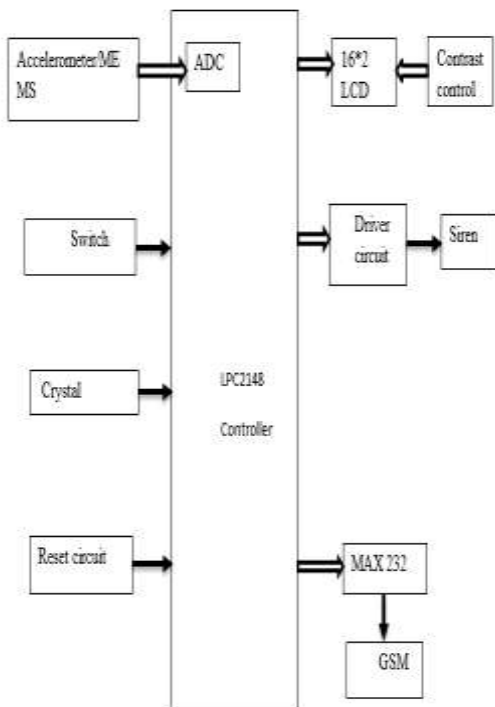 Accelerometer/ME
MS
ADC
16*2
LCD
Contrast
control
Switch
Driver
circuit
Siren
Crystal
LPC2148
Controller
Reset circuit
MAX 232
GSM